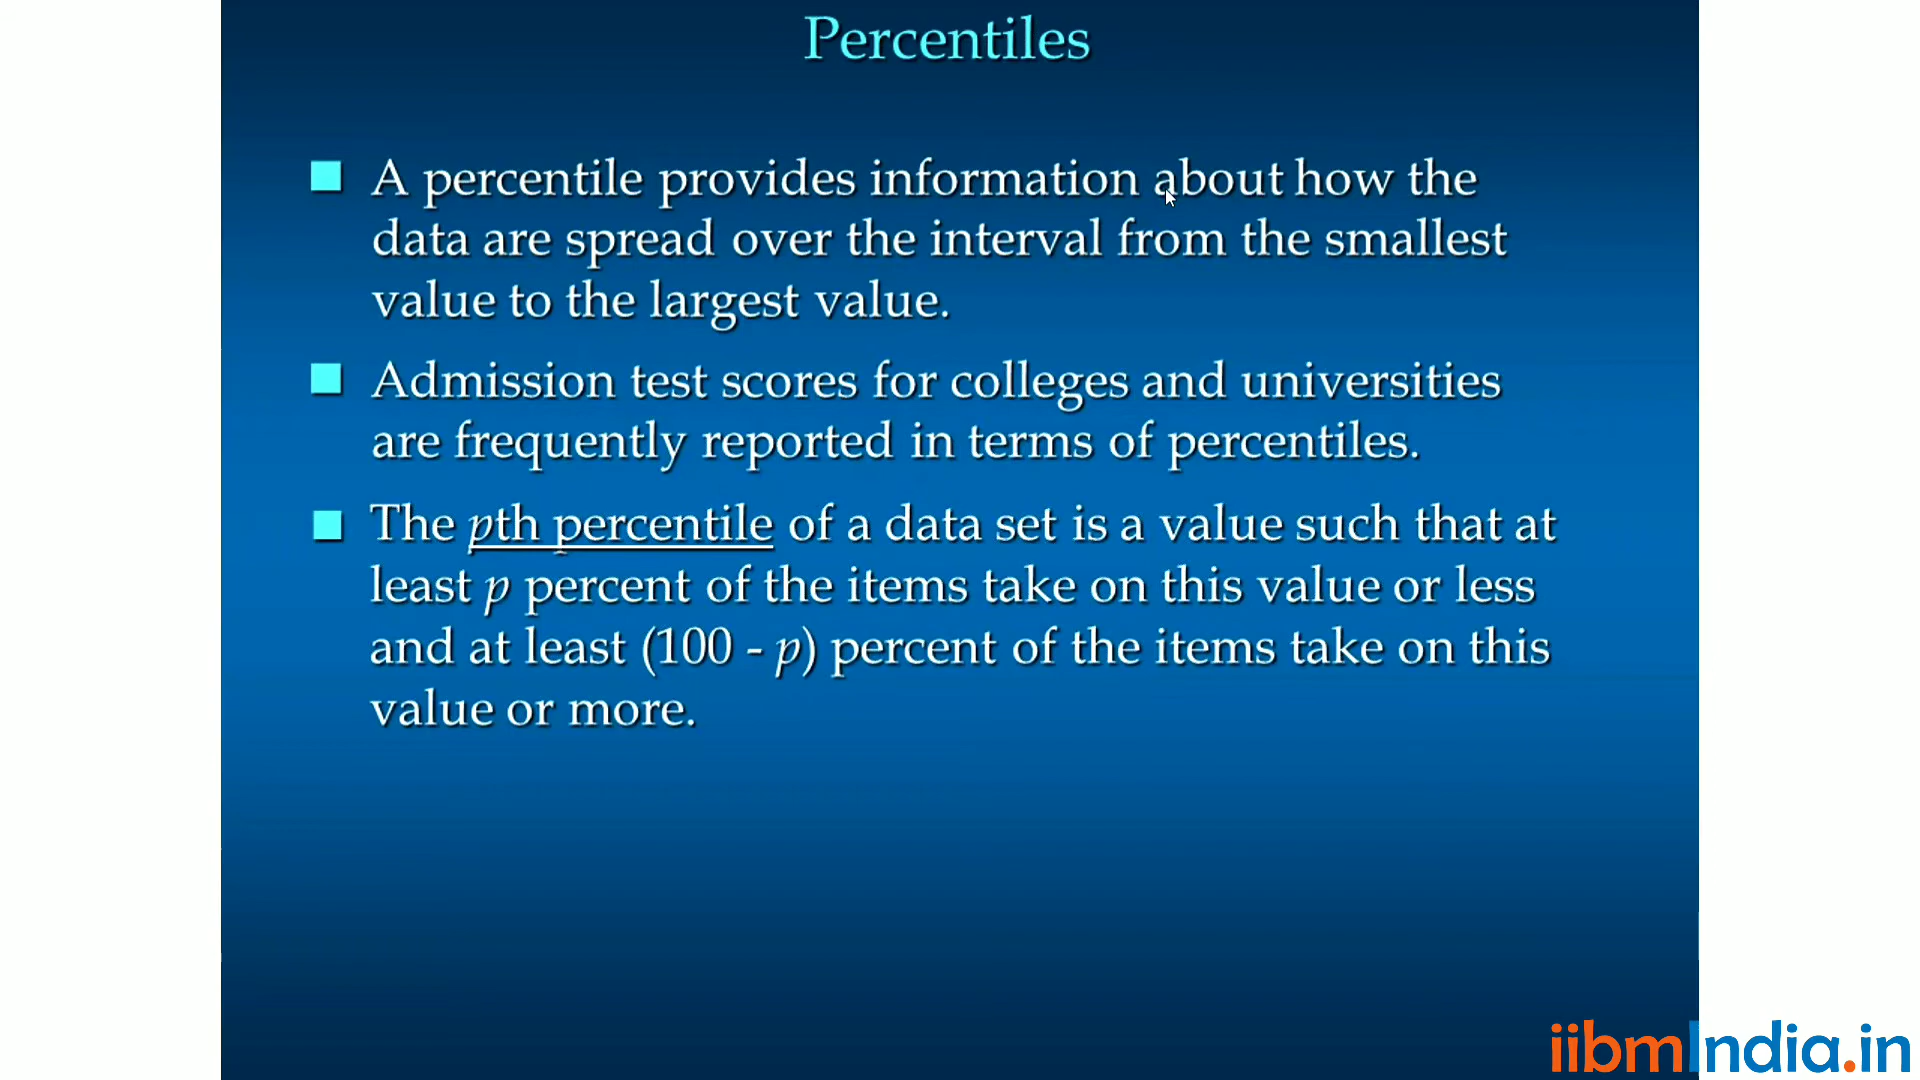 Percentiles
A percentile provides information about how the
data are spread over the interval from the smallest
value to the largest value.
Admission test scores for colleges and universities
are frequently reported in terms of percentiles.
The pth percentile of a data set is a value such that at
least p percent of the items take on this value or less
and at least (100 - p) percent of the items take on this
value or more.
iibmIndia.in